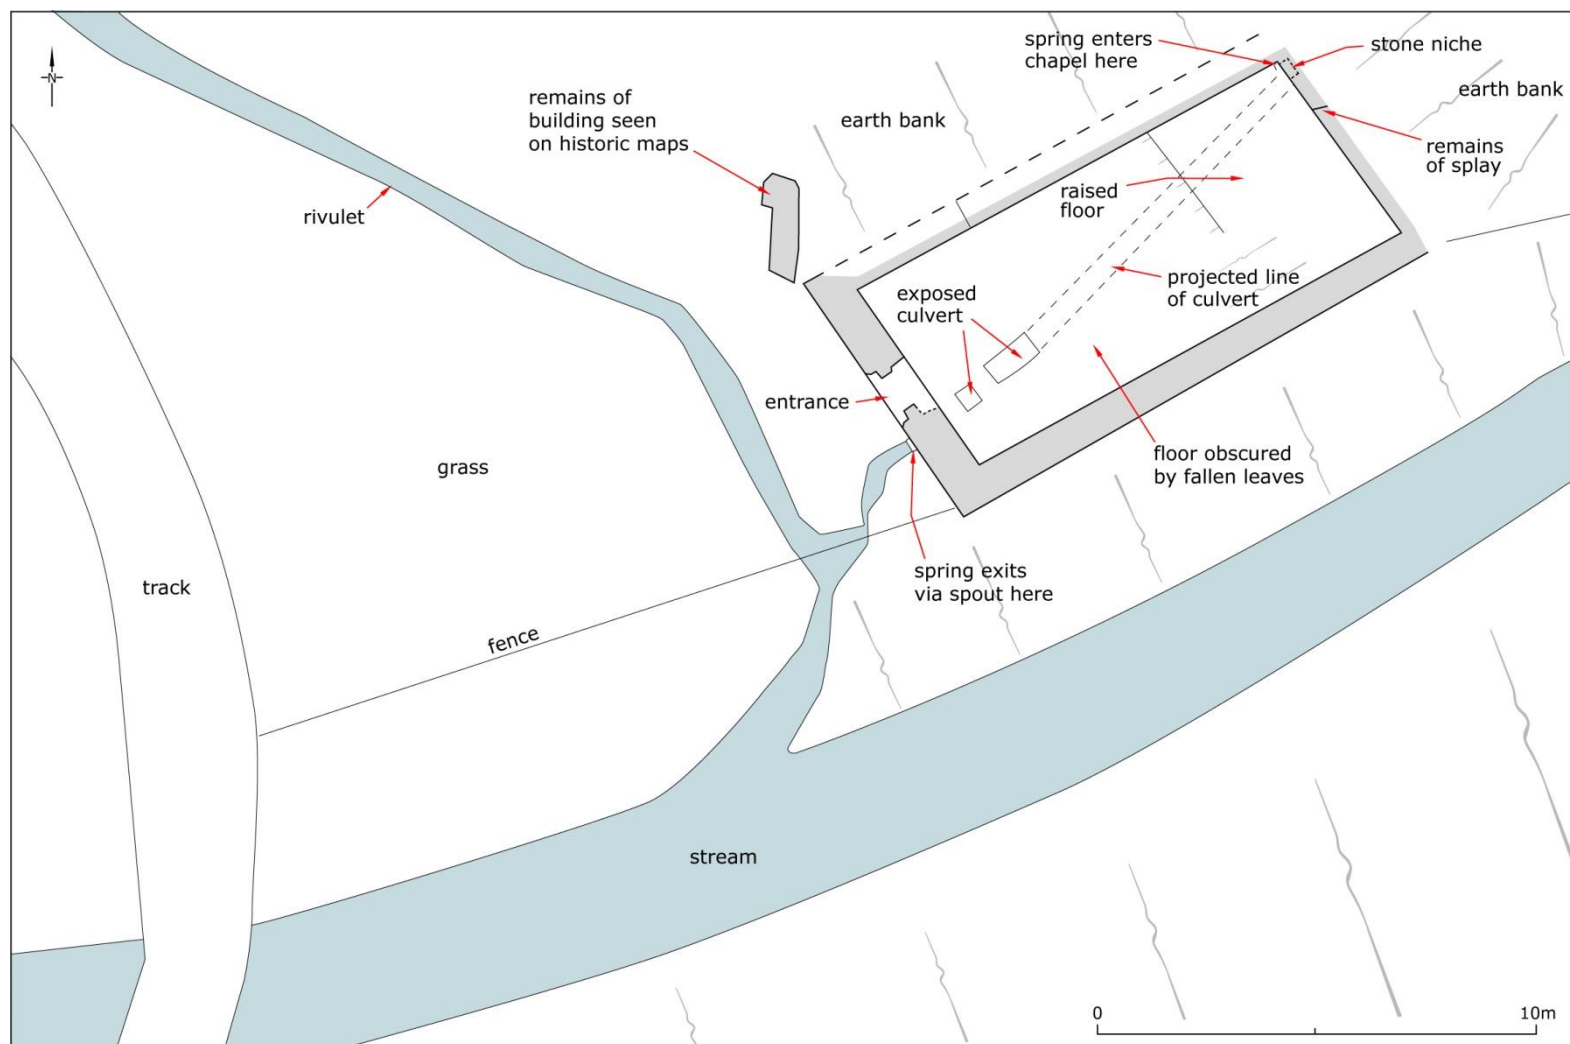 N
spring enters
chapel here
stone niche
remains of
building seen
on historic maps
earth bank
earth bank
remains
of splay
raised
floor
rivulet
exposed
culvert
projected line
of culvert
entrance
grass
floor obscured
by fallen leaves
spring exits
via spout here
track
fence
stream
0
10m